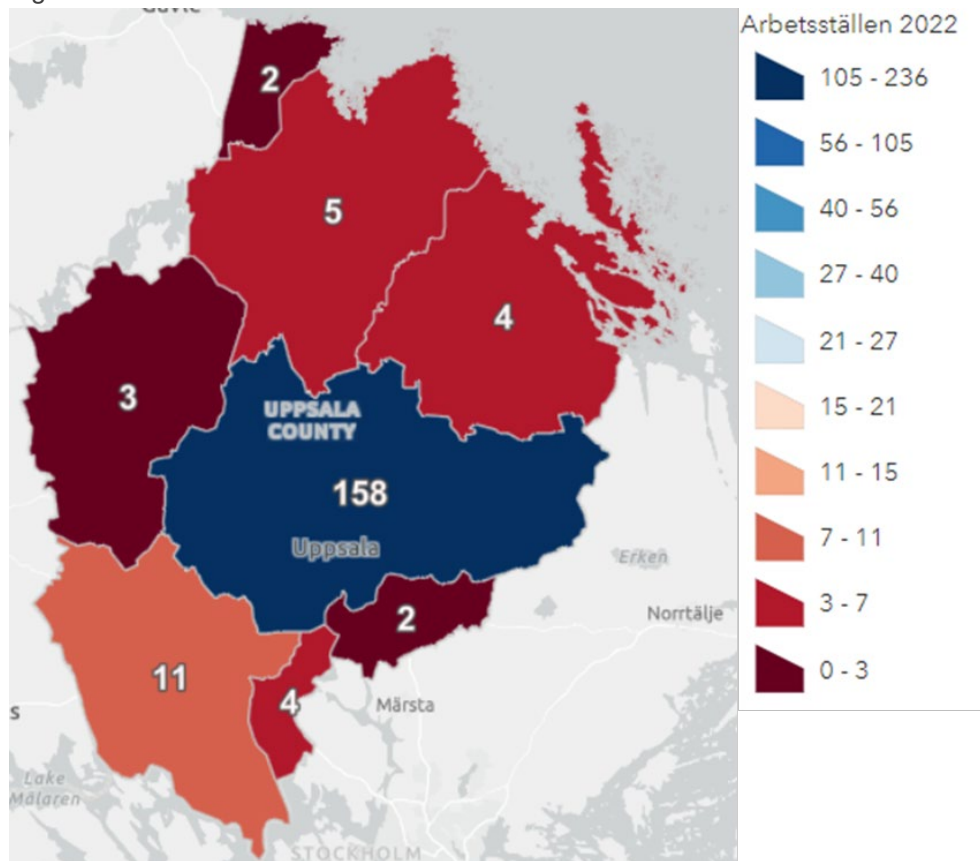 Gävle
2
5
4
3
UPPSALA
COUNTY
158
Uppsala
Erken
2
Norrtälje
11
4
Märsta
s
Lake
Mälaren
STOCKHOLM
Arbetsställen 2022
105 - 236
56 - 105
40 - 56
27 - 40
21 - 27
15 - 21
11 - 15
7 - 11
3 - 7
0 - 3